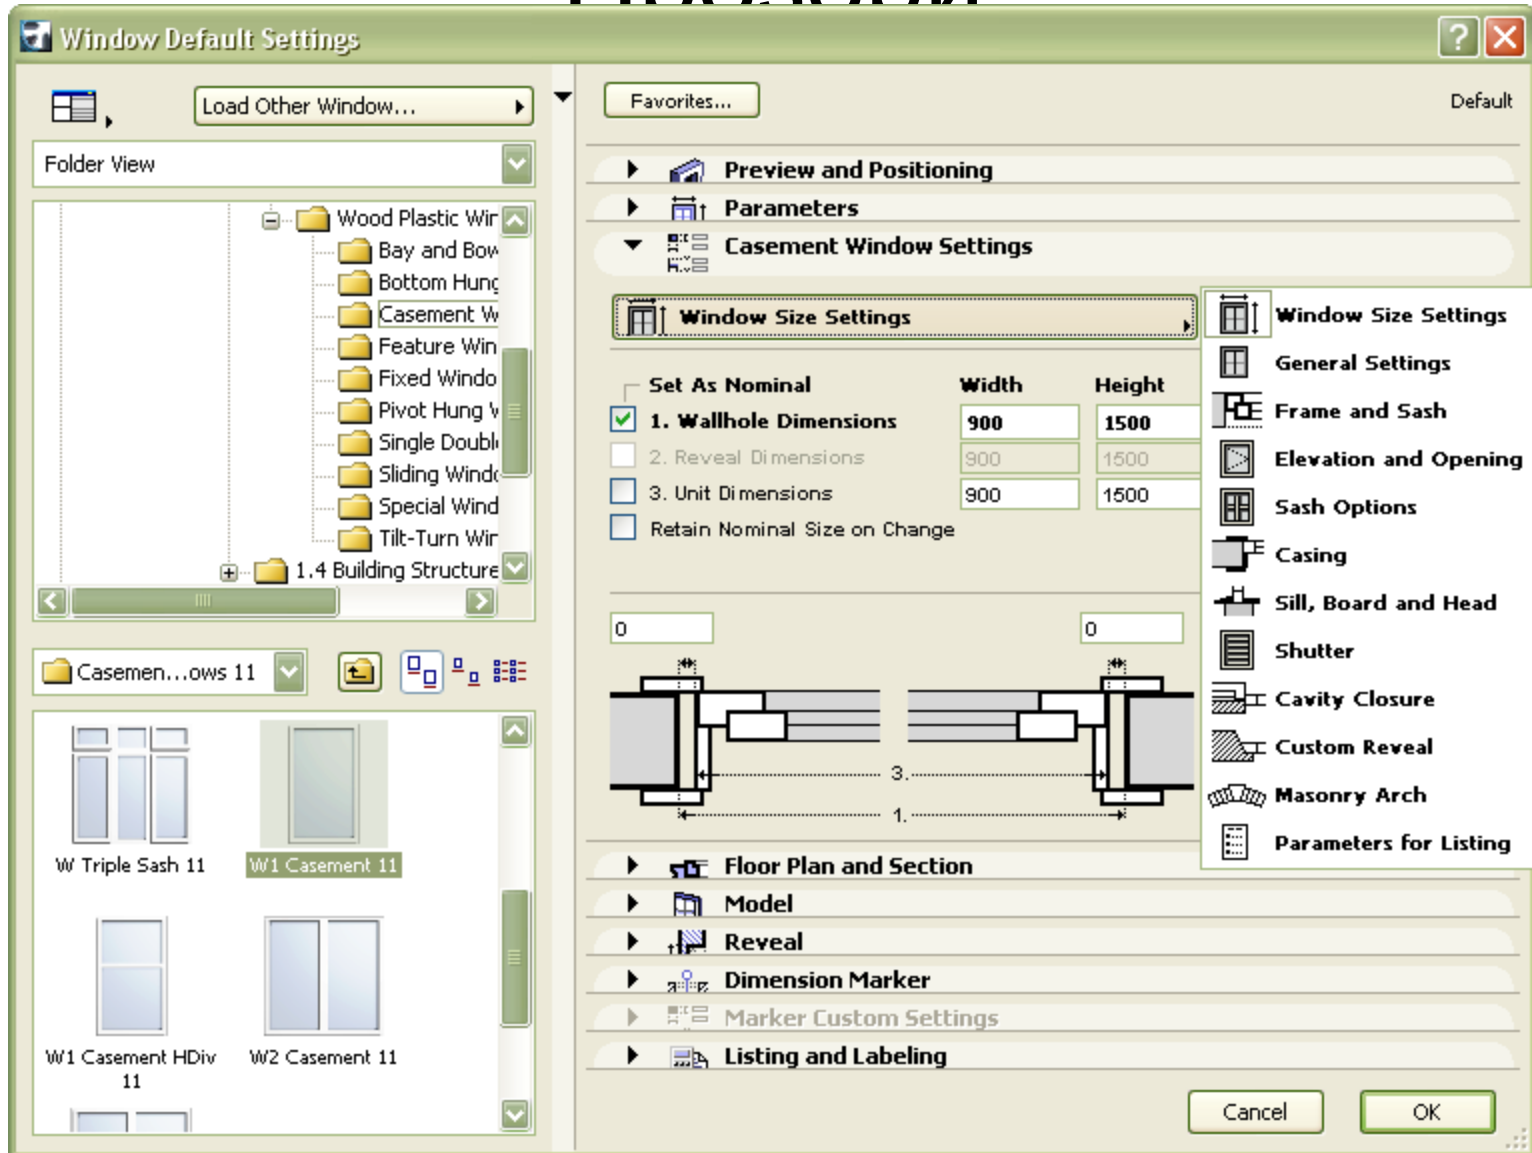 Window Default Settings
Load Other Window...
Folder View
Wood Plastic Wir
Bay and Bow
Bottom Hung
Casement W
Feature Win
Fixed Windo
Pivot Hung
Single Double
Sliding Windo
Special Wind
Tilt-Turn Wir
1.4 Building Structure
Casemen...ows 11
W Triple Sash 11
W1 Casement 11
W1 Casement HDiv
11
W2 Casement 11
Favorites...
Default
Preview and Positioning
Parameters
Casement Window Settings
Window Size Settings
Set As Nominal Width Height
1. Wallhole Dimensions 900 1500
2. Reveal Dimensions 900 1500
3. Unit Dimensions 900 1500
Retain Nominal Size on Change
0 0
3.
1.
Window Size Settings
General Settings
Frame and Sash
Elevation and Opening
Sash Options
Casing
Sill, Board and Head
Shutter
Cavity Closure
Custom Reveal
Masonry Arch
Parameters for Listing
Floor Plan and Section
Model
Reveal
Dimension Marker
Marker Custom Settings
Listing and Labeling
Cancel
OK